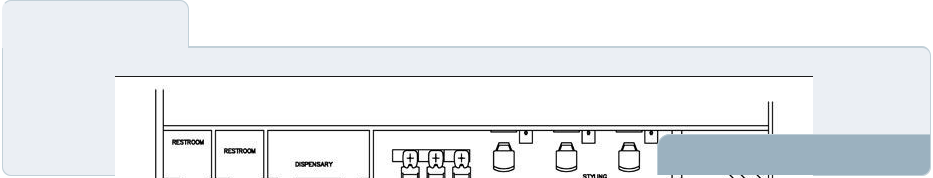 RESTROOM
RESTROOM
DISPENSARY
STYLING